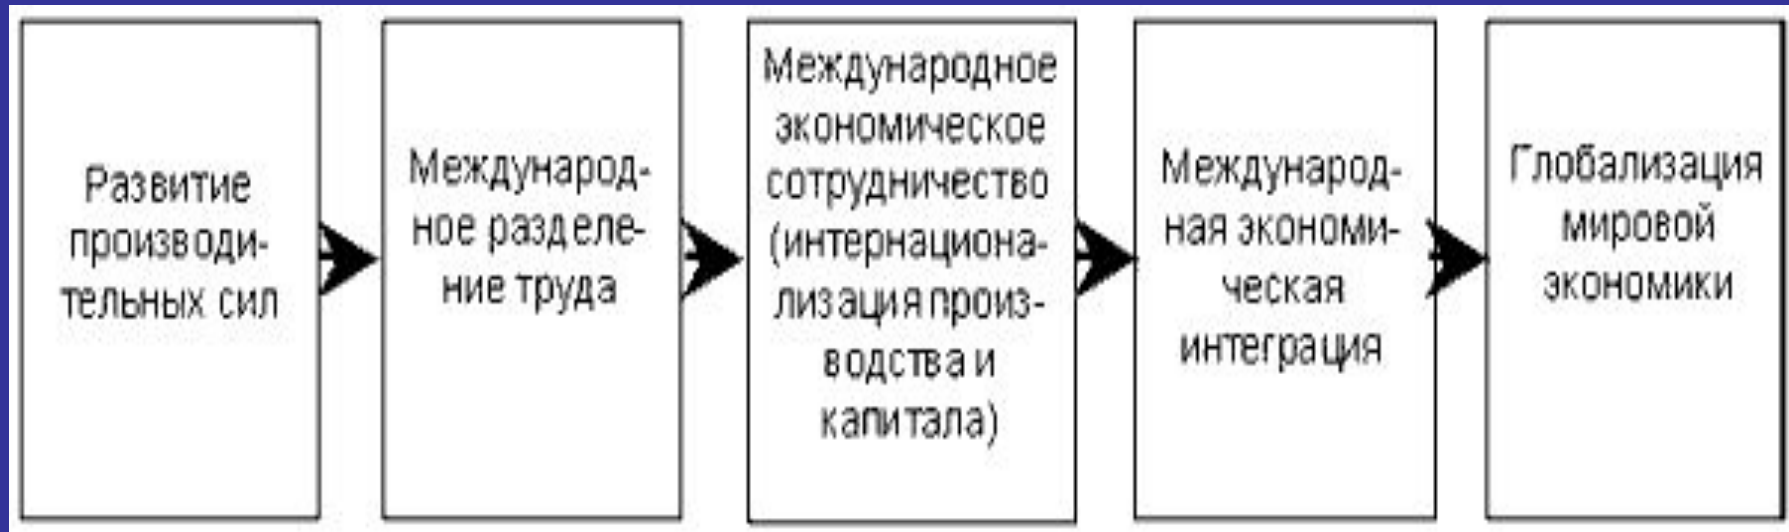 Развитие
производи-
тельных сил
Международ-
ное разделе-
ние труда
Международное
экономическое
сотрудничество
(интернациона-
лизация произ-
водства и
капитала)
Международ-
ная экономи-
ческая
интеграция
Глобализация
мировой
экономики